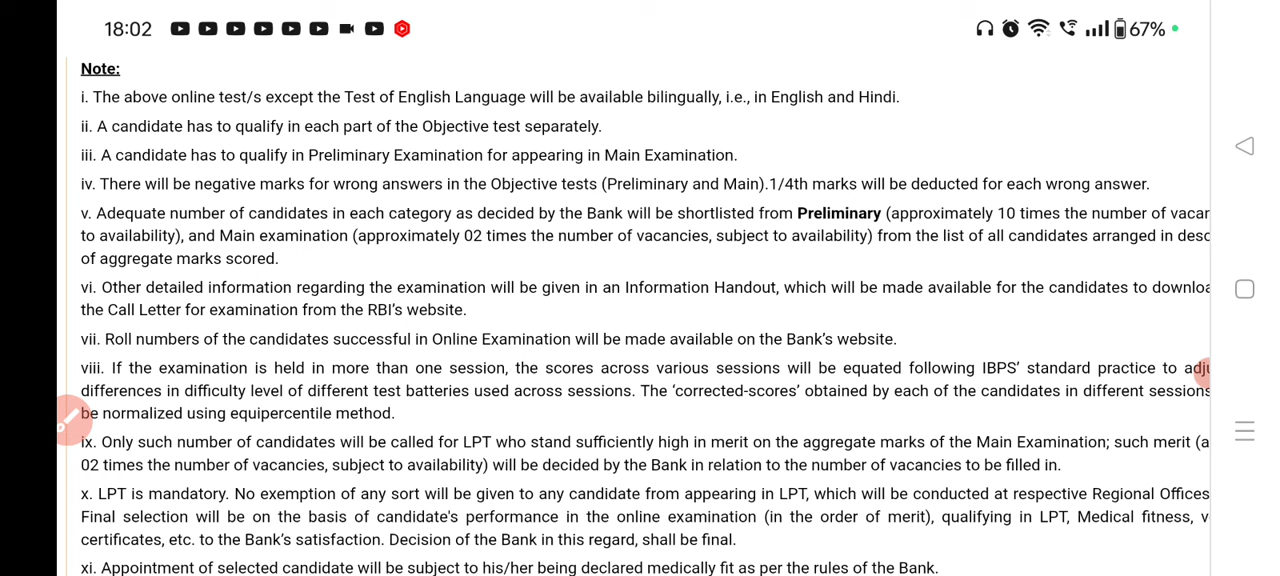 18:02
67%
Note:
i. The above online test/s except the Test of English Language will be available bilingually, i.e., in English and Hindi.
ii. A candidate has to qualify in each part of the Objective test separately.
iii. A candidate has to qualify in Preliminary Examination for appearing in Main Examination.
iv. There will be negative marks for wrong answers in the Objective tests (Preliminary and Main).1/4th marks will be deducted for each wrong answer.
v. Adequate number of candidates in each category as decided by the Bank will be shortlisted from Preliminary (approximately 10 times the number of vacan
to availability), and Main examination (approximately 02 times the number of vacancies, subject to availability) from the list of all candidates arranged in desc
of aggregate marks scored.
vi. Other detailed information regarding the examination will be given in an Information Handout, which will be made available for the candidates to downloa
the Call Letter for examination from the RBI’s website.
vii. Roll numbers of the candidates successful in Online Examination will be made available on the Bank’s website.
viii. If the examination is held in more than one session, the scores across various sessions will be equated following IBPS’ standard practice to adju
differences in difficulty level of different test batteries used across sessions. The ‘corrected-scores’ obtained by each of the candidates in different sessions
be normalized using equipercentile method.
ix. Only such number of candidates will be called for LPT who stand sufficiently high in merit on the aggregate marks of the Main Examination; such merit (a
02 times the number of vacancies, subject to availability) will be decided by the Bank in relation to the number of vacancies to be filled in.
x. LPT is mandatory. No exemption of any sort will be given to any candidate from appearing in LPT, which will be conducted at respective Regional Offices
Final selection will be on the basis of candidate's performance in the online examination (in the order of merit), qualifying in LPT, Medical fitness, v
certificates, etc. to the Bank’s satisfaction. Decision of the Bank in this regard, shall be final.
xi. Appointment of selected candidate will be subject to his/her being declared medically fit as per the rules of the Bank.